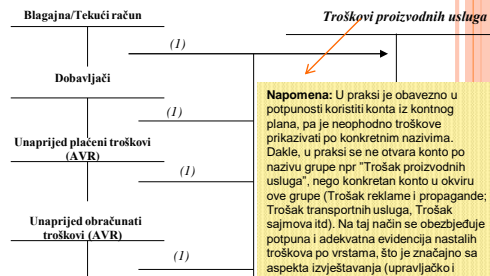 Blagajna/Tekući račun
Troškovi proizvodnih usluga
(1)
Dobavljači
(1)
Unaprijed plaćeni troškovi
(AVR)
(1)
Unaprijed obračunati
troškovi (AVR)
(1)
Napomena: U praksi je obavezno u
potpunosti koristiti konta iz kontnog
plana, pa je neophodno troškove
prikazivati po konkretnim nazivima.
Dakle, u praksi se ne otvara konto po
nazivu grupe npr "Trošak proizvodnih
usluga", nego konkretan konto u okviru
ove grupe (Trošak reklame i propagande;
Trošak transportnih usluga, Trošak
sajmova itd). Na taj način se obezbjeđuje
potpuna i adekvatna evidencija nastalih
troškova po vrstama, što je značajno sa
aspekta izvještavanja (upravljačko i